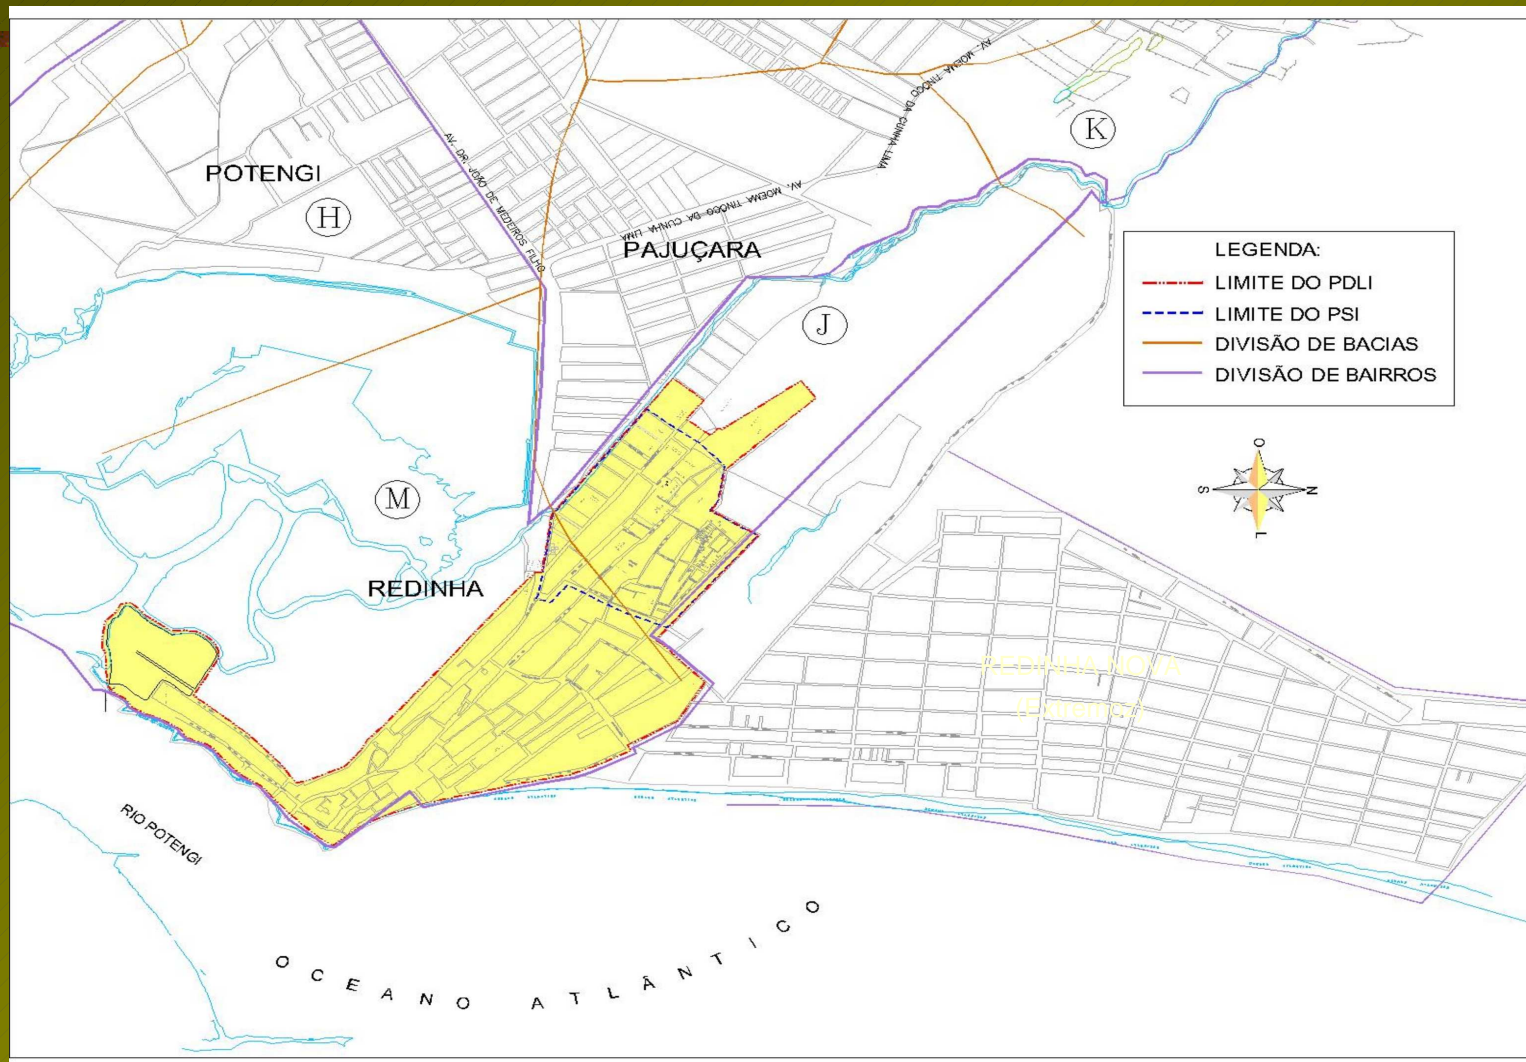 AV. MOEMA TINOCO DA CUNHA LIMA
K
POTENGI
H
AV. DR. JOÃO DE MEDEIROS FILHO
AV. MOEMA TINOCO DA CUNHA LIMA
PAJUÇARA
J
LEGENDA:
LIMITE DO PDLI
LIMITE DO PSI
DIVISÃO DE BACIAS
DIVISÃO DE BAIRROS
O
S
N
L
M
REDINHA
REDINHA NOVA
(Extremoz)
RIO POTENGI
OCEANO ATLÂNTICO